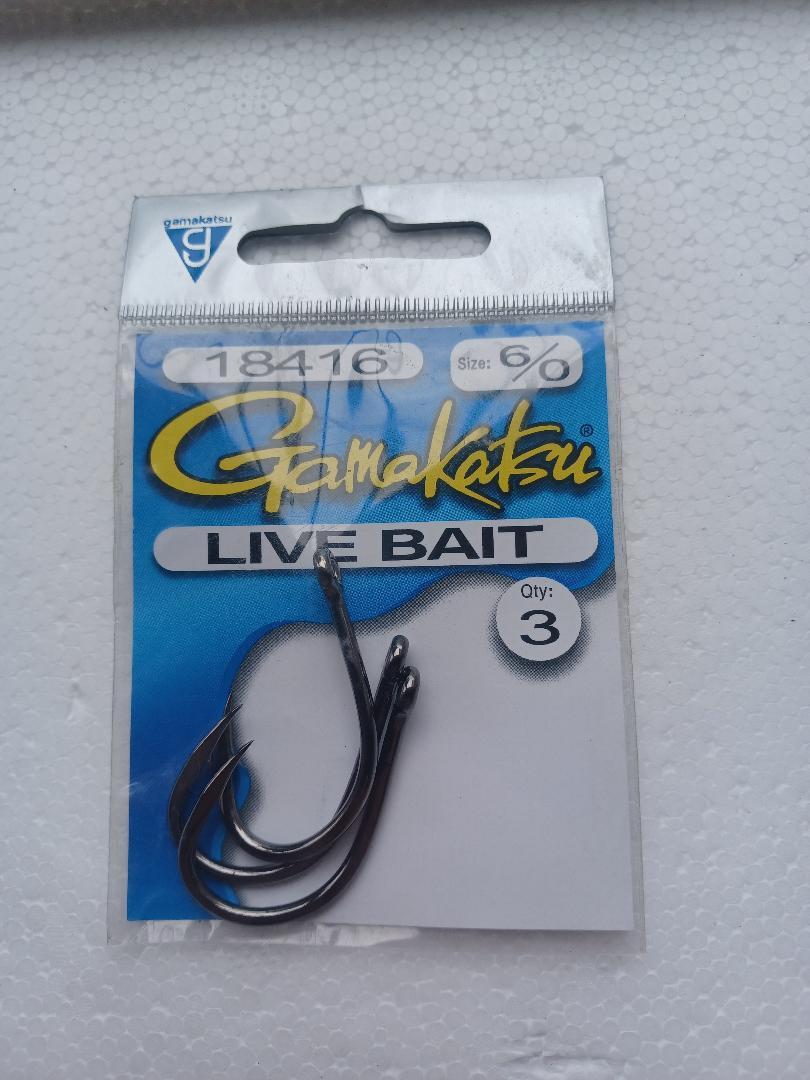 gamakatsu
18416
Size: 6/0
Gamakatsu®
LIVE BAIT
Qty:
3